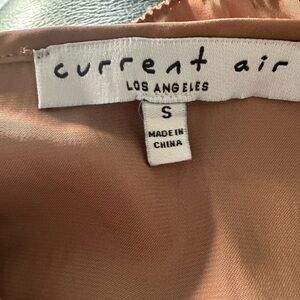 current air
LOS ANGELES
S
MADE IN
CHINA